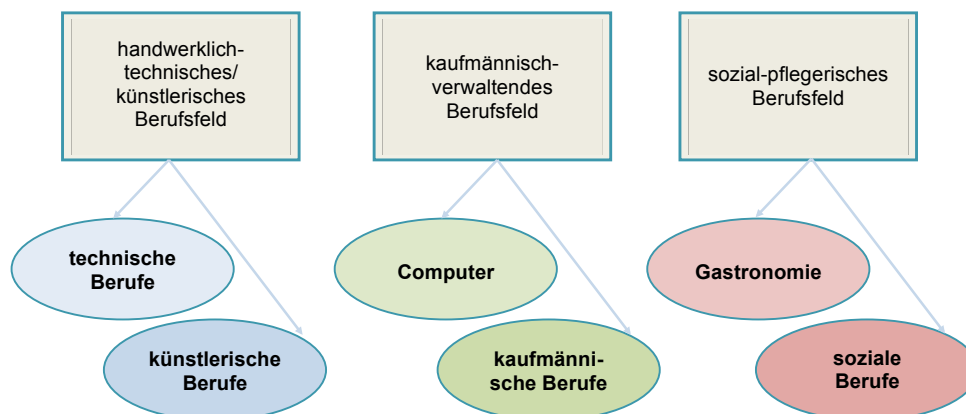 handwerklich-
technisches/
künstlerisches
Berufsfeld
kaufmännisch-
verwaltendes
Berufsfeld
sozial-pflegerisches
Berufsfeld
technische
Berufe
Computer
Gastronomie
künstlerische
Berufe
kaufmänni-
sche Berufe
soziale
Berufe